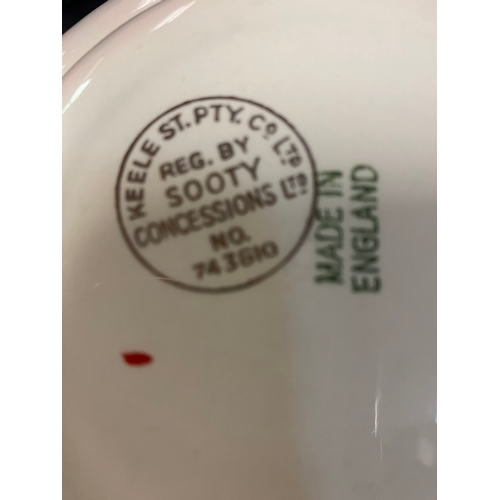 KEELE ST. PTY. Cº LTD
REG. BY
SOOTY
CONCESSIONS LTD
NO.
743610
MADE IN
ENGLAND